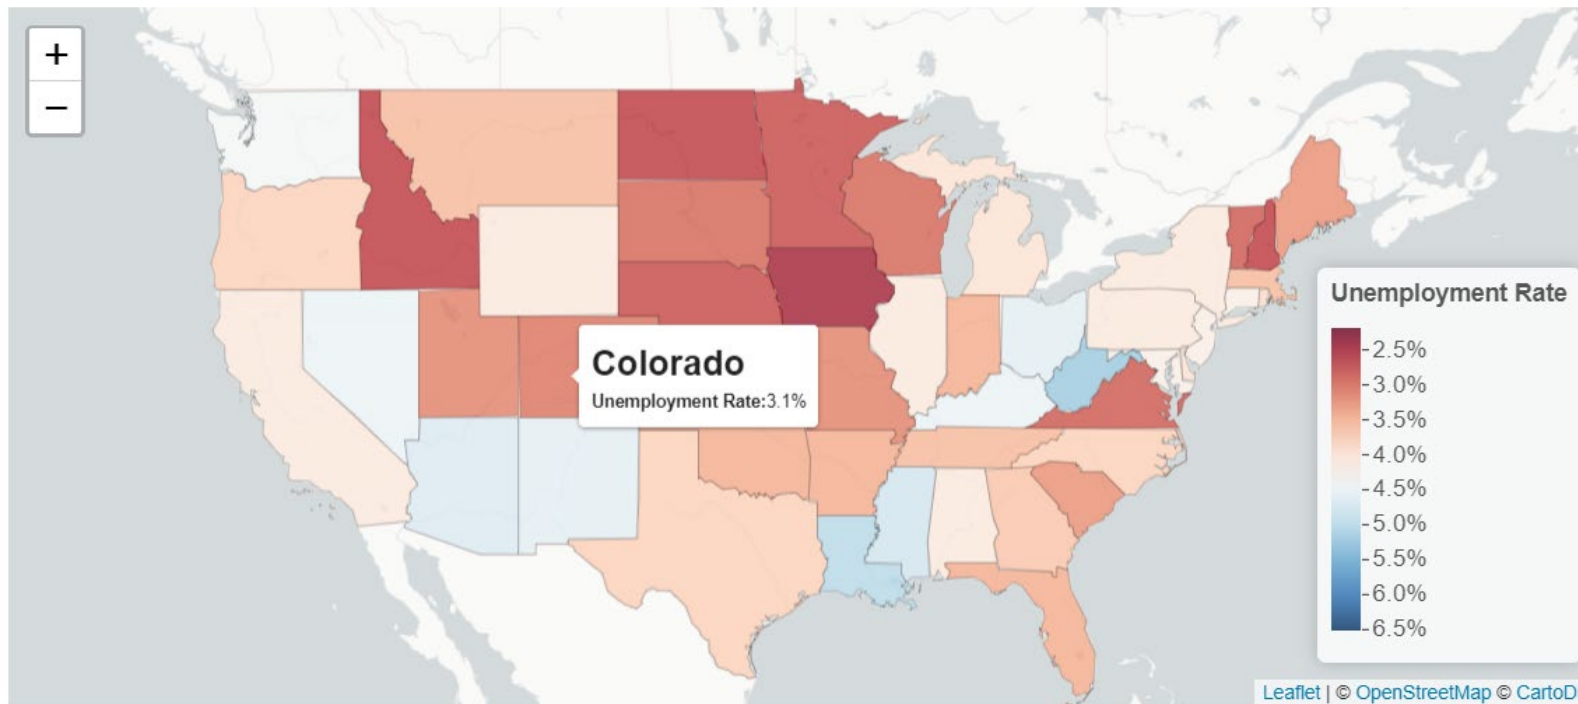 +
−
Colorado
Unemployment Rate:3.1%
Unemployment Rate
-2.5%
-3.0%
-3.5%
-4.0%
-4.5%
-5.0%
-5.5%
-6.0%
-6.5%
Leaflet | © OpenStreetMap © CartoD